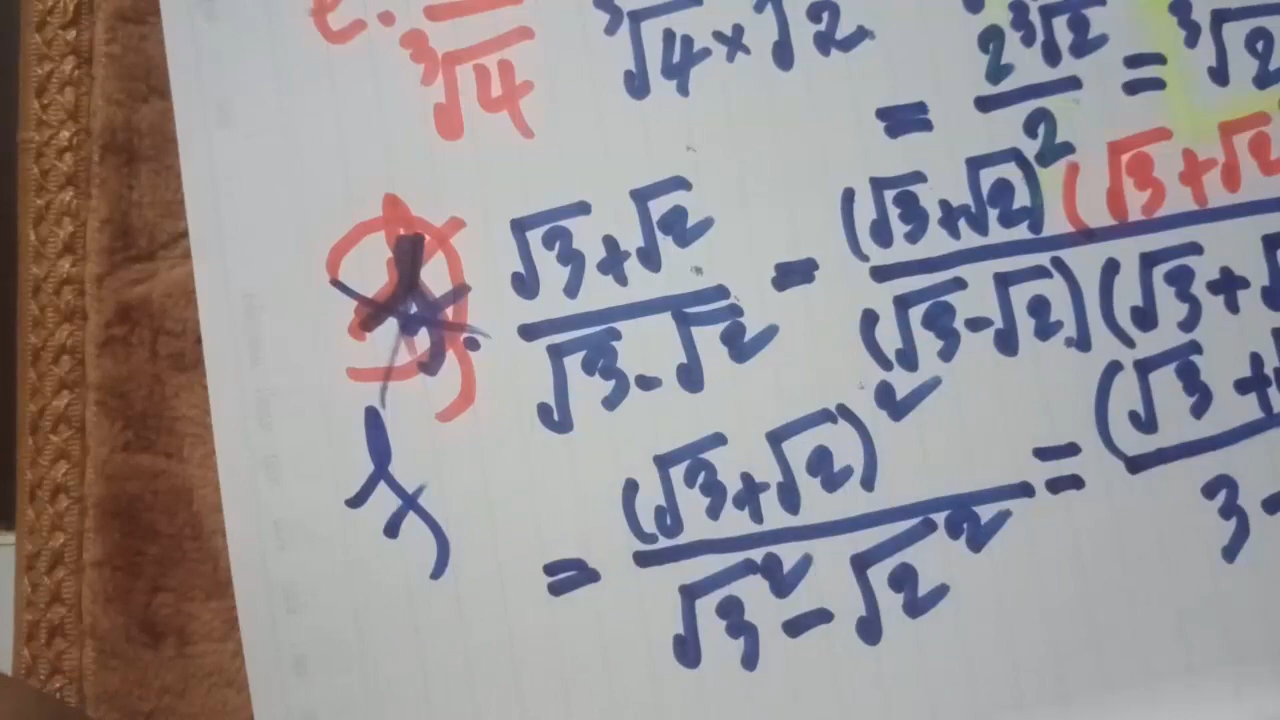 e. ∛4 ∛4 × √2 = 2∛2 / 2 = ∛2
(√3+√2) / (√3-√2) = (√3+√2)² (√3+√2 / (√3-√2)(√3+√
f
= (√3+√2)² / √3² - √2² = (√3 + / 3 -